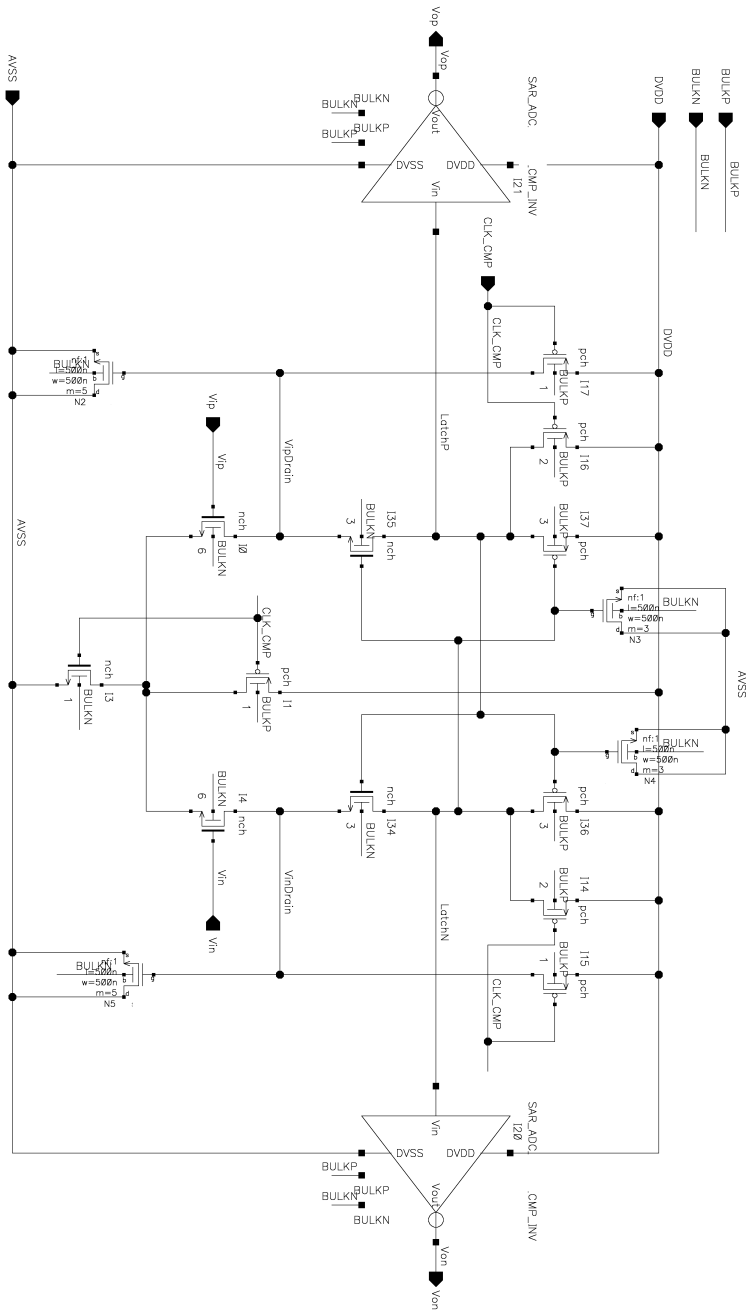 Vop
Vop
AVSS
BULKN
BULKN
BULKP
BULKP
Vout
DVSS
DVDD
Vin
SAR_ADC
.CMP_INV
I21
DVDD
BULKN
BULKP
BULKN
BULKP
DVDD
CLK_CMP
CLK_CMP
pch
I17
BULKP
1
nf:1
BULKN
l=500n
w=500n
m=5
s
b
d
g
N2
Vip
Vip
VipDrain
LatchP
pch
I16
BULKP
2
nch
I0
BULKN
6
BULKN
I35
nch
3
BULKP
I37
pch
3
AVSS
s
nf:1
BULKN
l=500n
b
w=500n
m=3
d
g
N3
CLK_CMP
pch
I1
BULKP
1
nch
I3
BULKN
1
AVSS
s
nf:1
BULKN
l=500n
b
w=500n
m=3
d
g
N4
BULKN
I4
nch
6
nch
I34
BULKN
3
pch
I36
BULKP
3
Vin
Vin
VinDrain
LatchN
BULKP
I14
pch
2
BULKP
I15
pch
1
s
nf:1
BULKN
l=500n
b
w=500n
m=5
d
g
N5
CLK_CMP
Vin
DVSS
DVDD
Vout
SAR_ADC
I20
.CMP_INV
BULKP
BULKP
BULKN
BULKN
Von
Von